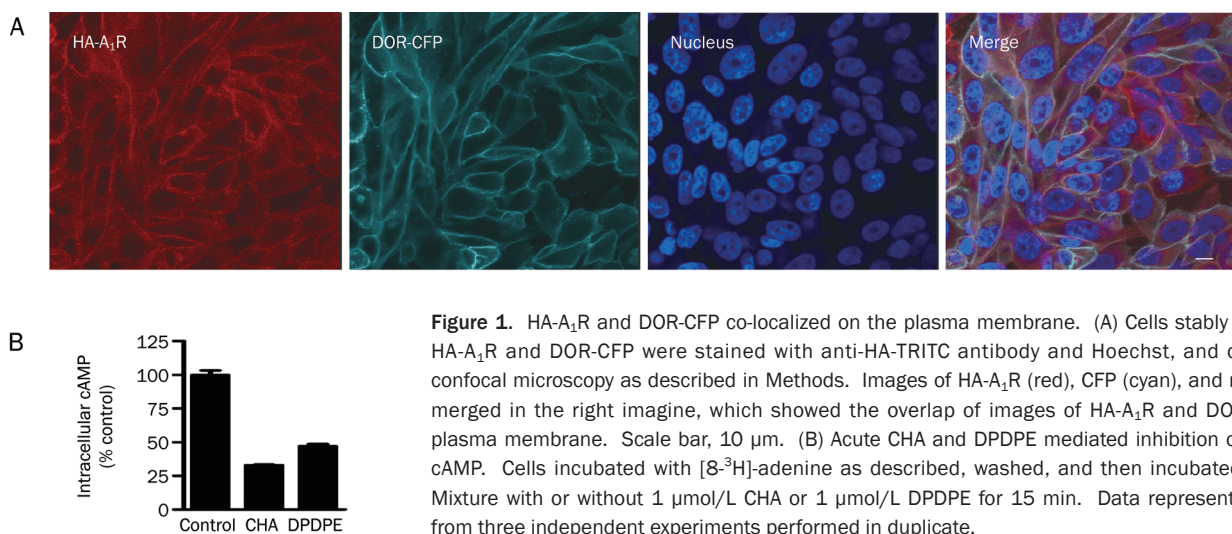 A
HA-A₁R
DOR-CFP
Nucleus
Merge
B
Intracellular cAMP
(% control)
125
100
75
50
25
0
Control CHA DPDPE
Figure 1. HA-A₁R and DOR-CFP co-localized on the plasma membrane. (A) Cells stably
HA-A₁R and DOR-CFP were stained with anti-HA-TRITC antibody and Hoechst, and
confocal microscopy as described in Methods. Images of HA-A₁R (red), CFP (cyan), and
merged in the right imagine, which showed the overlap of images of HA-A₁R and
plasma membrane. Scale bar, 10 µm. (B) Acute CHA and DPDPE mediated inhibition
cAMP. Cells incubated with [8-³H]-adenine as described, washed, and then incubated
Mixture with or without 1 µmol/L CHA or 1 µmol/L DPDPE for 15 min. Data represent
from three independent experiments performed in duplicate.